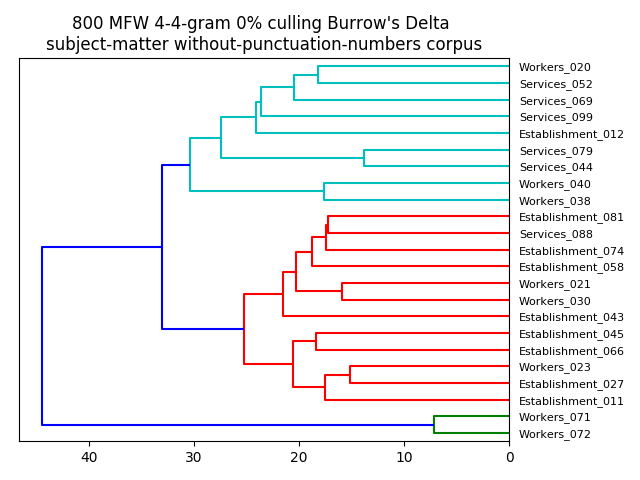 800 MFW 4-4-gram 0% culling Burrow's Delta
subject-matter without-punctuation-numbers corpus
Workers_020
Services_052
Services_069
Services_099
Establishment_012
Services_079
Services_044
Workers_040
Workers_038
Establishment_081
Services_088
Establishment_074
Establishment_058
Workers_021
Workers_030
Establishment_043
Establishment_045
Establishment_066
Workers_023
Establishment_027
Establishment_011
Workers_071
Workers_072
40 30 20 10 0